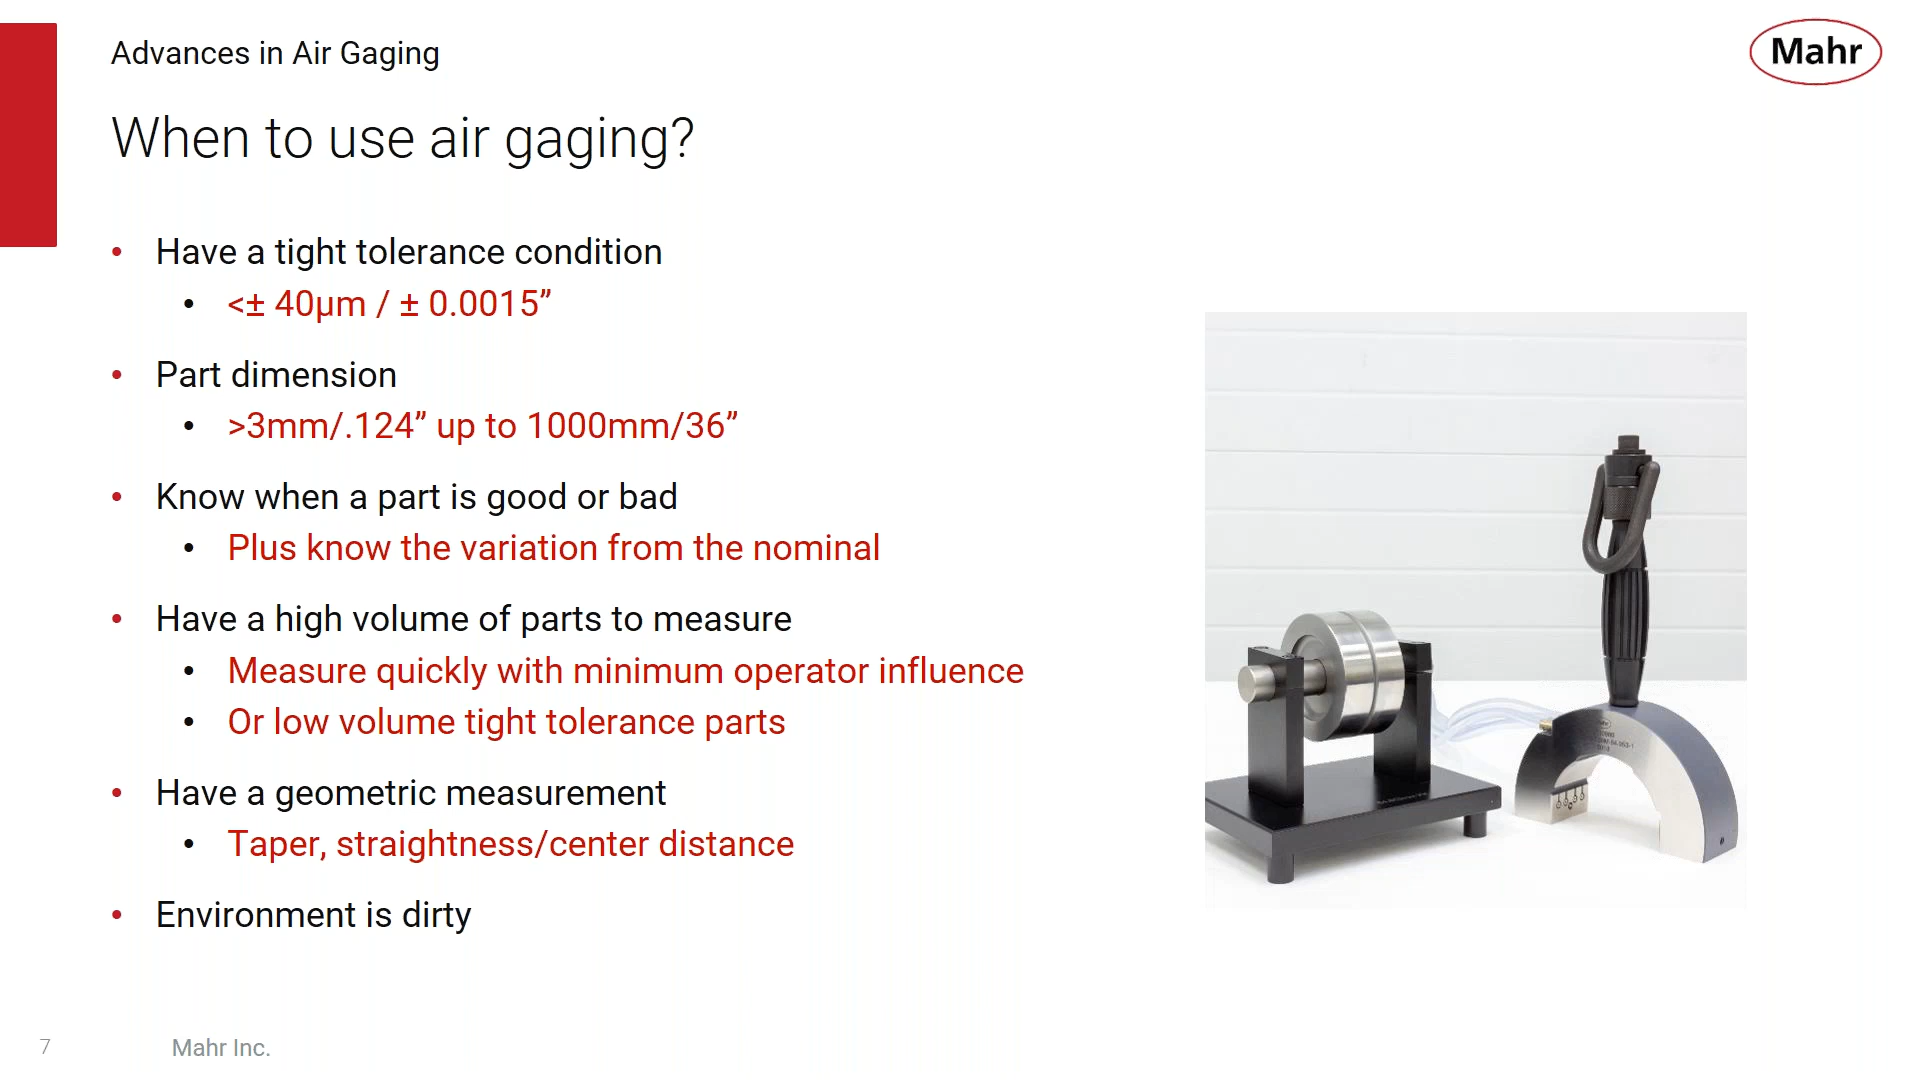 Advances in Air Gaging
Mahr
When to use air gaging?
• Have a tight tolerance condition
• <± 40µm / ± 0.0015”
• Part dimension
• >3mm/.124” up to 1000mm/36”
• Know when a part is good or bad
• Plus know the variation from the nominal
• Have a high volume of parts to measure
• Measure quickly with minimum operator influence
• Or low volume tight tolerance parts
• Have a geometric measurement
• Taper, straightness/center distance
• Environment is dirty
7
Mahr Inc.